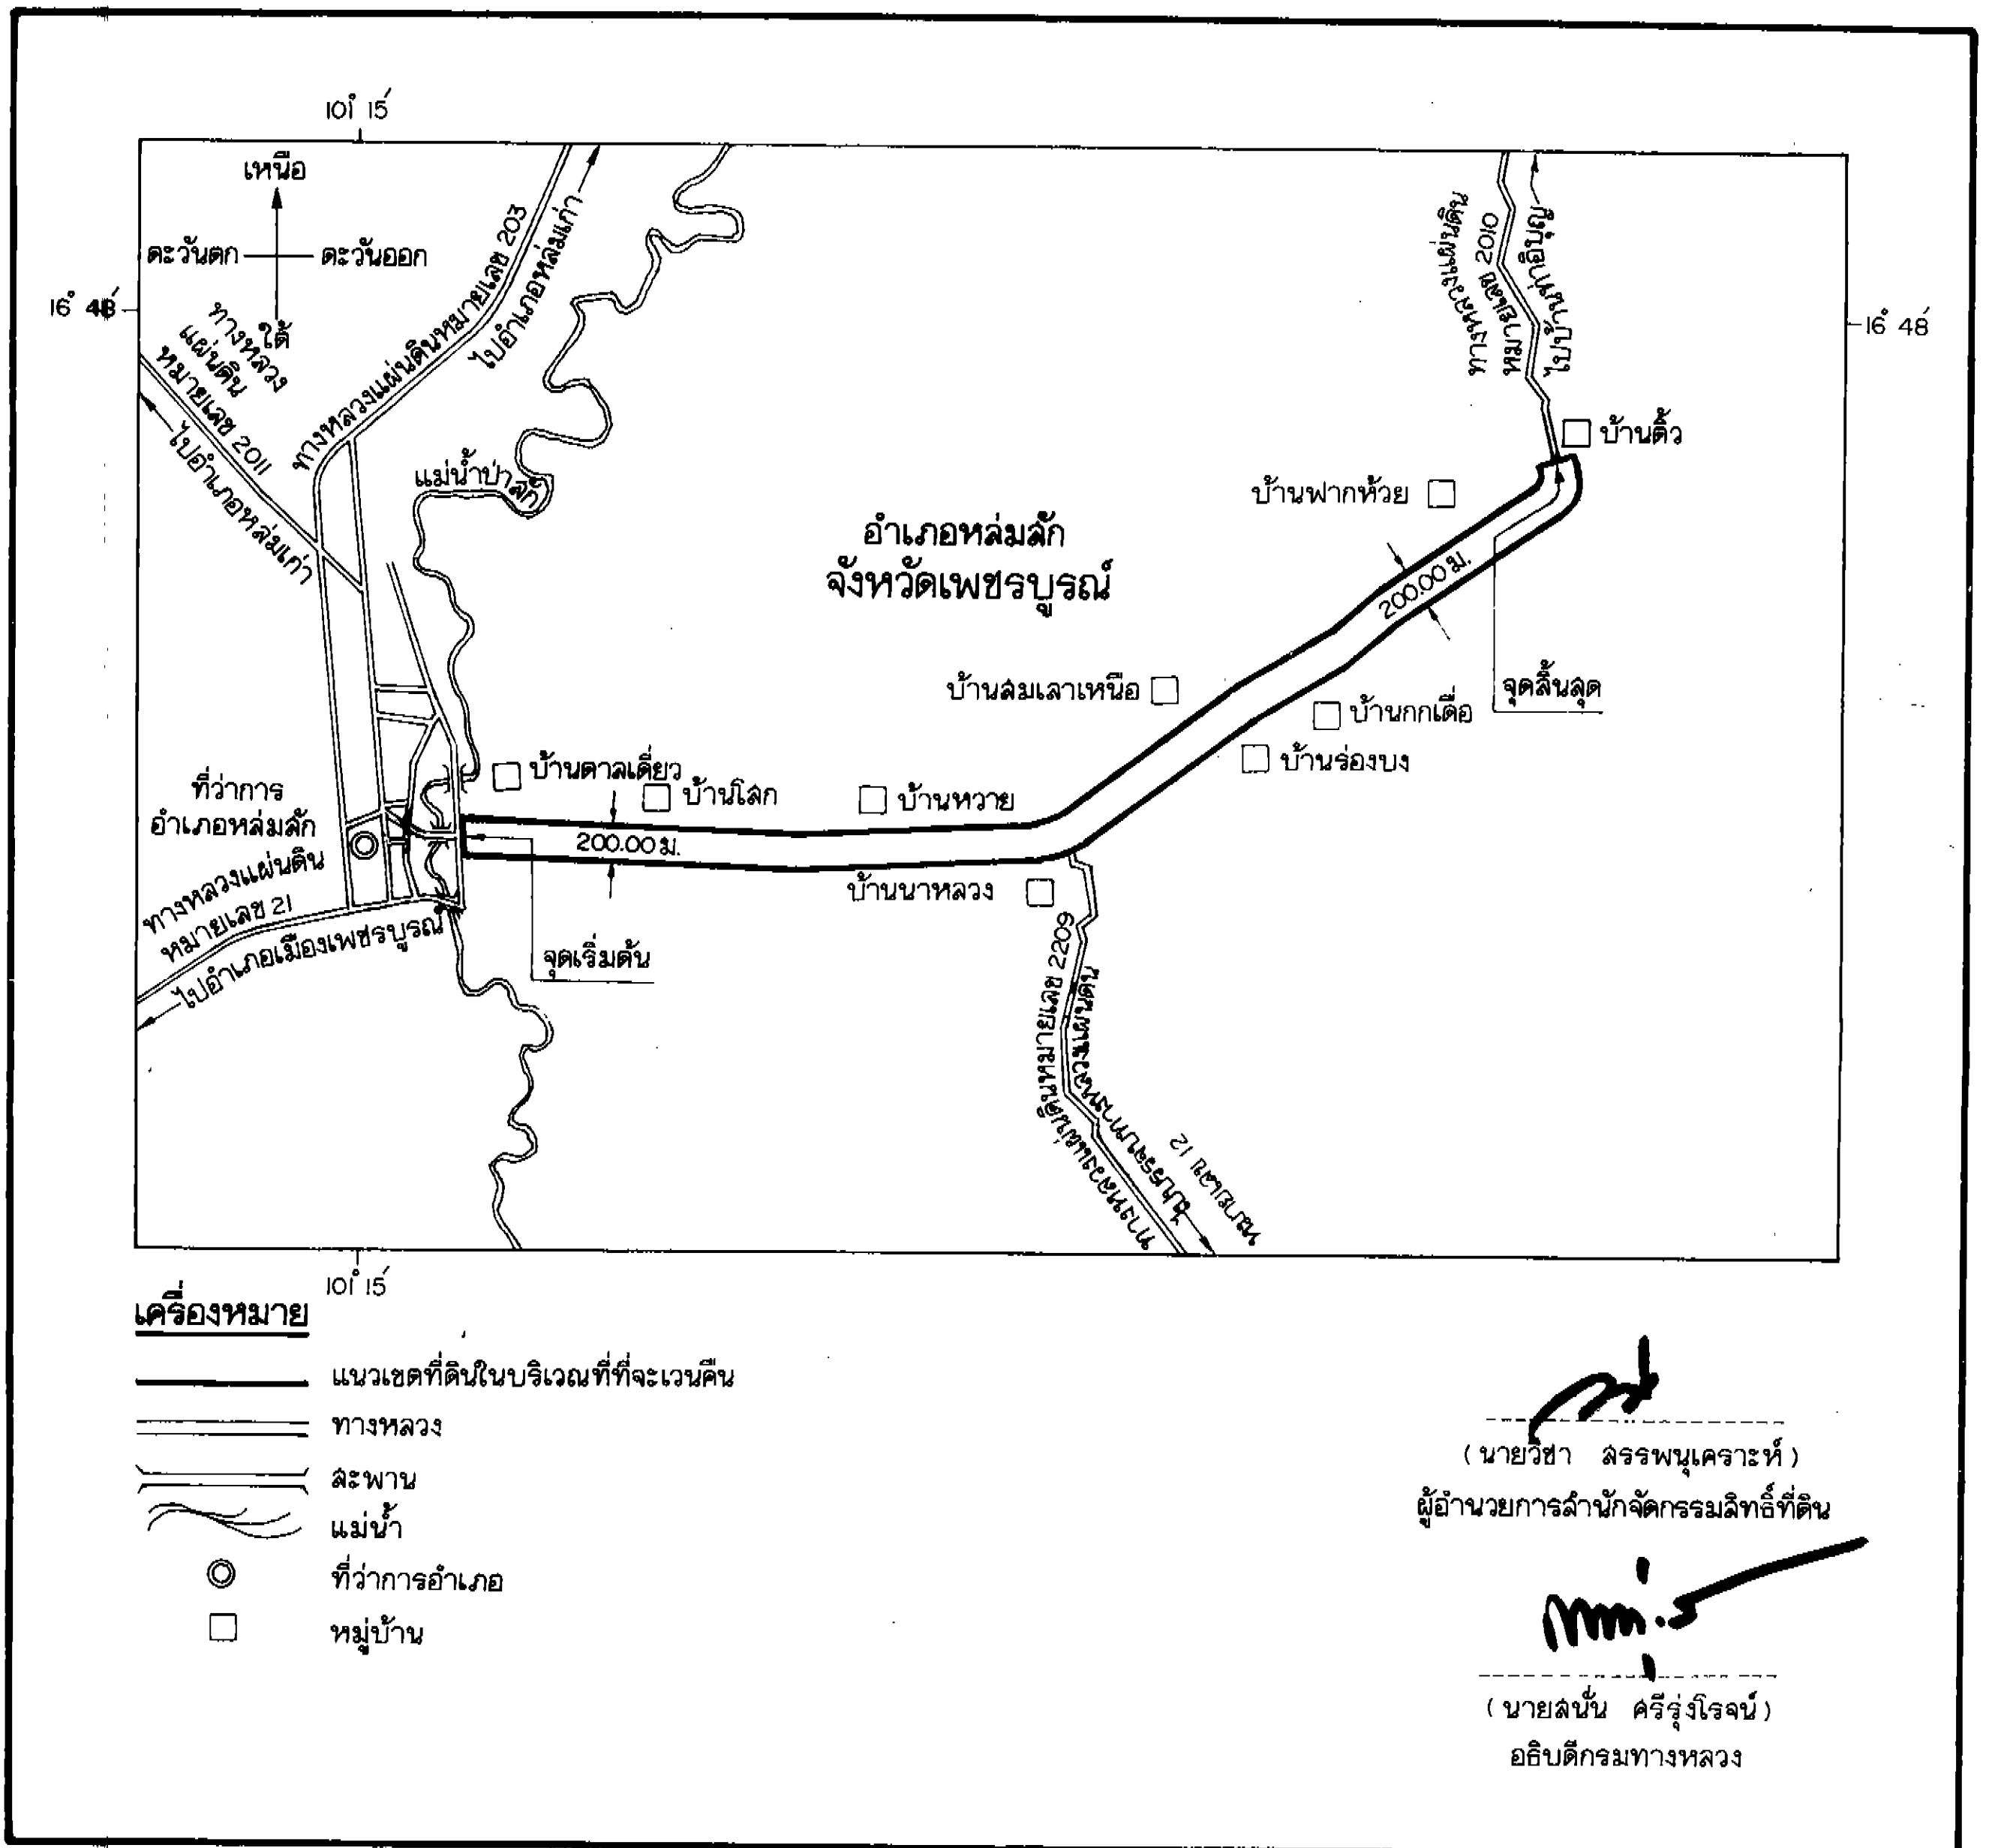 101° 15′
เหนือ
ตะวันตก
ตะวันออก
ใต้
16° 48′
16° 48′
ทางหลวง
แผ่นดิน
หมายเลข 2011
ไปอำเภอหล่มเก่า
ทางหลวงแผ่นดินหมายเลข 203
ไปอำเภอหล่มเก่า
แม่น้ำป่าสัก
ทางหลวงแผ่นดิน
หมายเลข 2010
บ้านติ้ว
บ้านฟากห้วย
อำเภอหล่มสัก
จังหวัดเพชรบูรณ์
200.00 ม.
จุดสิ้นสุด
บ้านสมเลาเหนือ
บ้านกกเดื่อ
บ้านร่องบง
บ้านตาลเดี่ยว
บ้านโสก
บ้านหวาย
ที่ว่าการ
อำเภอหล่มสัก
200.00 ม.
บ้านนาหลวง
ทางหลวงแผ่นดิน
หมายเลข 21
ไปอำเภอเมืองเพชรบูรณ์
จุดเริ่มต้น
ทางหลวงแผ่นดินหมายเลข 2209
ไปบรรจบทางหลวงแผ่นดิน
หมายเลข 12
101° 15′
เครื่องหมาย
แนวเขตที่ดินในบริเวณที่ที่จะเวนคืน
ทางหลวง
สะพาน
แม่น้ำ
ที่ว่าการอำเภอ
หมู่บ้าน
(นายวิชา สรรพนุเคราะห์)
ผู้อำนวยการสำนักจัดกรรมสิทธิ์ที่ดิน
(นายสนั่น ศรีรุ่งโรจน์)
อธิบดีกรมทางหลวง